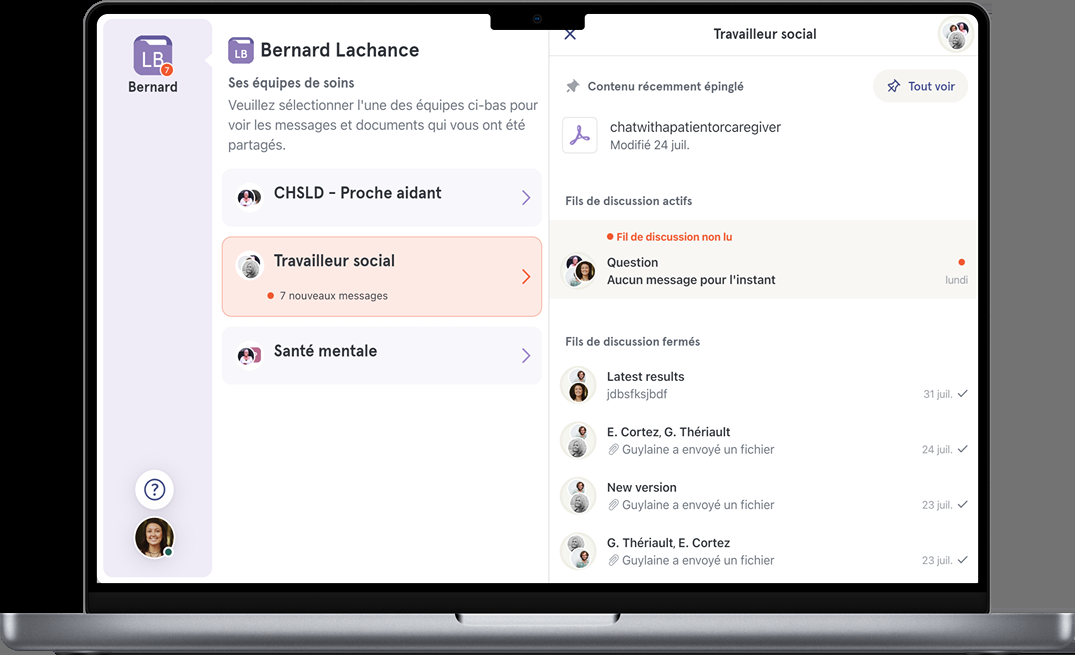 LB
7
Bernard
?
LB
Bernard Lachance
Ses équipes de soins
Veuillez sélectionner l'une des équipes ci-bas pour
voir les messages et documents qui vous ont été
partagés.
CHSLD - Proche aidant
Travailleur social
7 nouveaux messages
Santé mentale
Travailleur social
Contenu récemment épinglé
Tout voir
chatwithapatientorcaregiver
Modifié 24 juil.
Fils de discussion actifs
Fil de discussion non lu
Question
Aucun message pour l'instant
lundi
Fils de discussion fermés
Latest results
jdbsfksjbdf
31 juil.
E. Cortez, G. Thériault
Guylaine a envoyé un fichier
24 juil.
New version
Guylaine a envoyé un fichier
23 juil.
G. Thériault, E. Cortez
Guylaine a envoyé un fichier
23 juil.